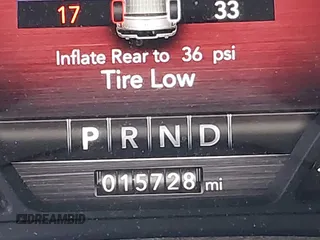 17 33
Inflate Rear to 36 psi
Tire Low
P R N D
015728 mi
DREAMBID